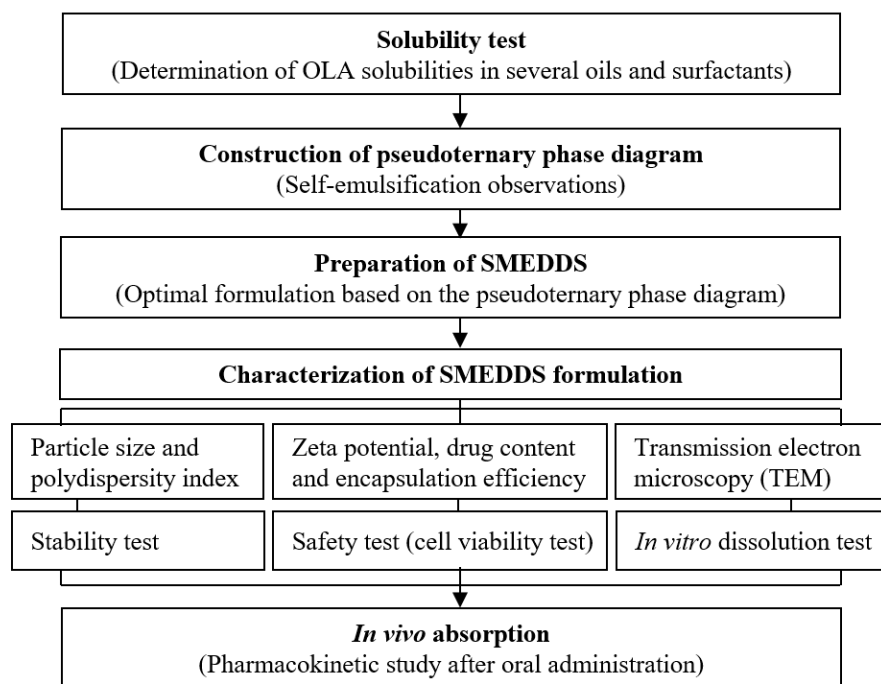 Solubility test
(Determination of OLA solubilities in several oils and surfactants)
Construction of pseudoternary phase diagram
(Self-emulsification observations)
Preparation of SMEDDS
(Optimal formulation based on the pseudoternary phase diagram)
Characterization of SMEDDS formulation
Particle size and
polydispersity index
Zeta potential, drug content
and encapsulation efficiency
Transmission electron
microscopy (TEM)
Stability test
Safety test (cell viability test)
In vitro dissolution test
In vivo absorption
(Pharmacokinetic study after oral administration)